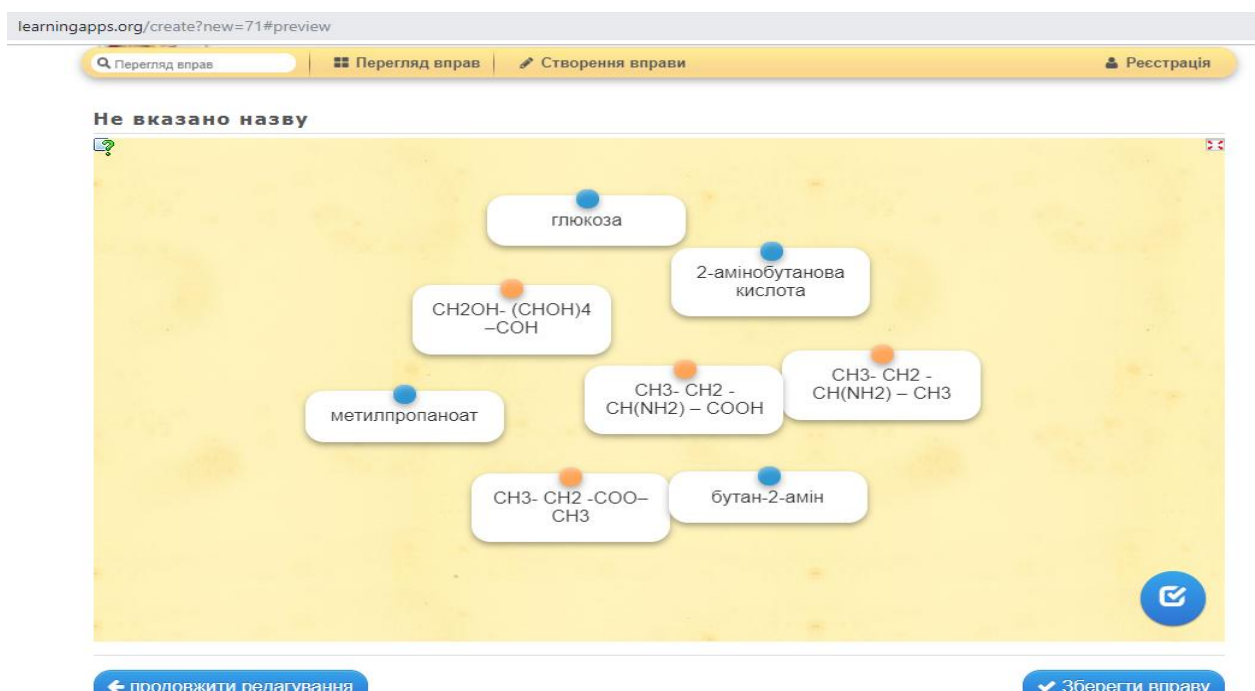 learningapps.org/create?new=71#preview
Перегляд вправ
Перегляд вправ
Створення вправи
Реєстрація
Не вказано назву
глюкоза
2-амінобутанова
кислота
CH2OH- (CHOH)4
–COH
CH3- CH2 -
CH(NH2) – CH3
CH3- CH2 -
CH(NH2) – COOH
метилпропаноат
CH3- CH2 -COO–
CH3
бутан-2-амін
продовжити редагування
Зберегти вправу